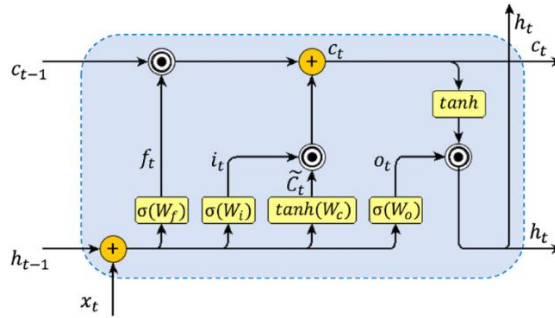 h_t
c_{t-1}
+
c_t
c_t
tanh
f_t
i_t
\widetilde{C}_t
o_t
σ(W_f)
σ(W_i)
tanh(W_c)
σ(W_o)
h_{t-1}
+
h_t
x_t